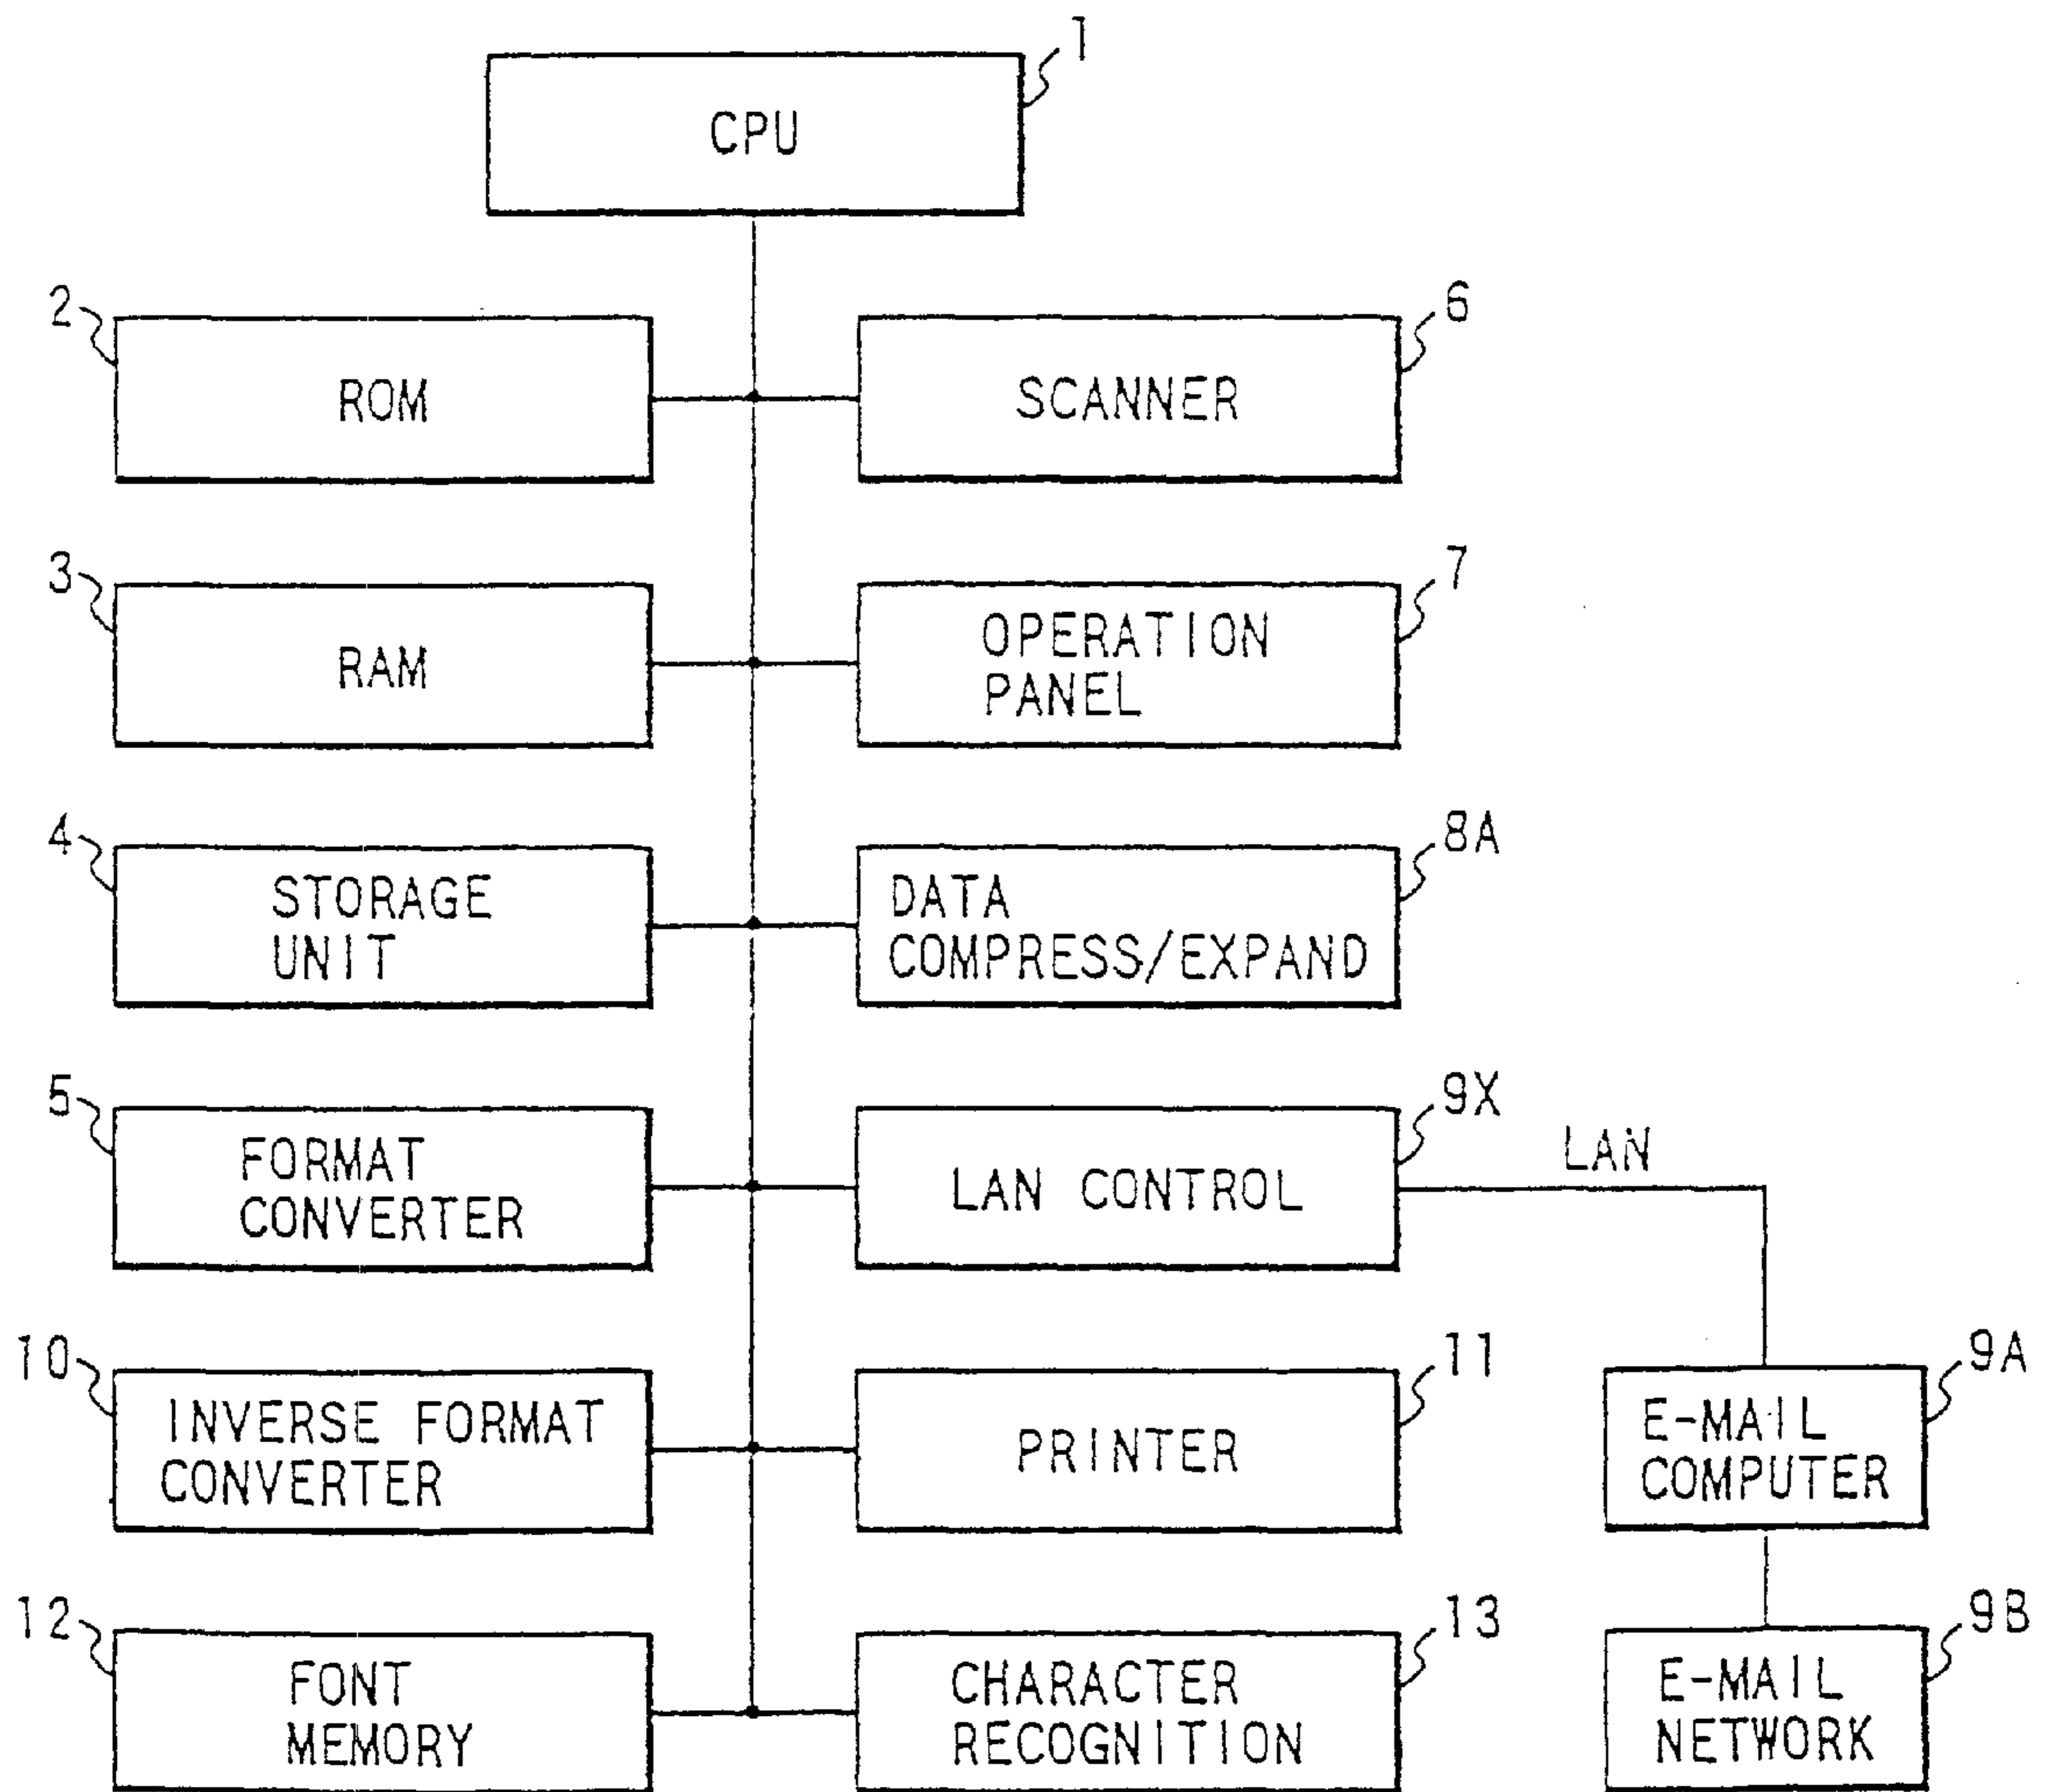 1
CPU
2
ROM
6
SCANNER
3
RAM
7
OPERATION
PANEL
4
STORAGE
UNIT
8A
DATA
COMPRESS/EXPAND
5
FORMAT
CONVERTER
9X
LAN CONTROL
LAN
10
INVERSE FORMAT
CONVERTER
11
PRINTER
9A
E-MAIL
COMPUTER
12
FONT
MEMORY
13
CHARACTER
RECOGNITION
9B
E-MAIL
NETWORK